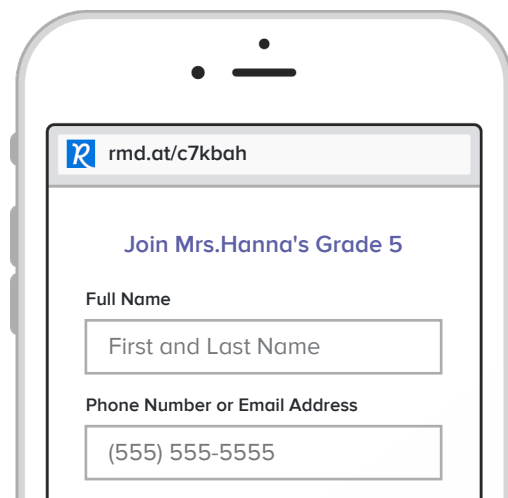 rmd.at/c7kbah
Join Mrs.Hanna's Grade 5
Full Name
First and Last Name
Phone Number or Email Address
(555) 555-5555